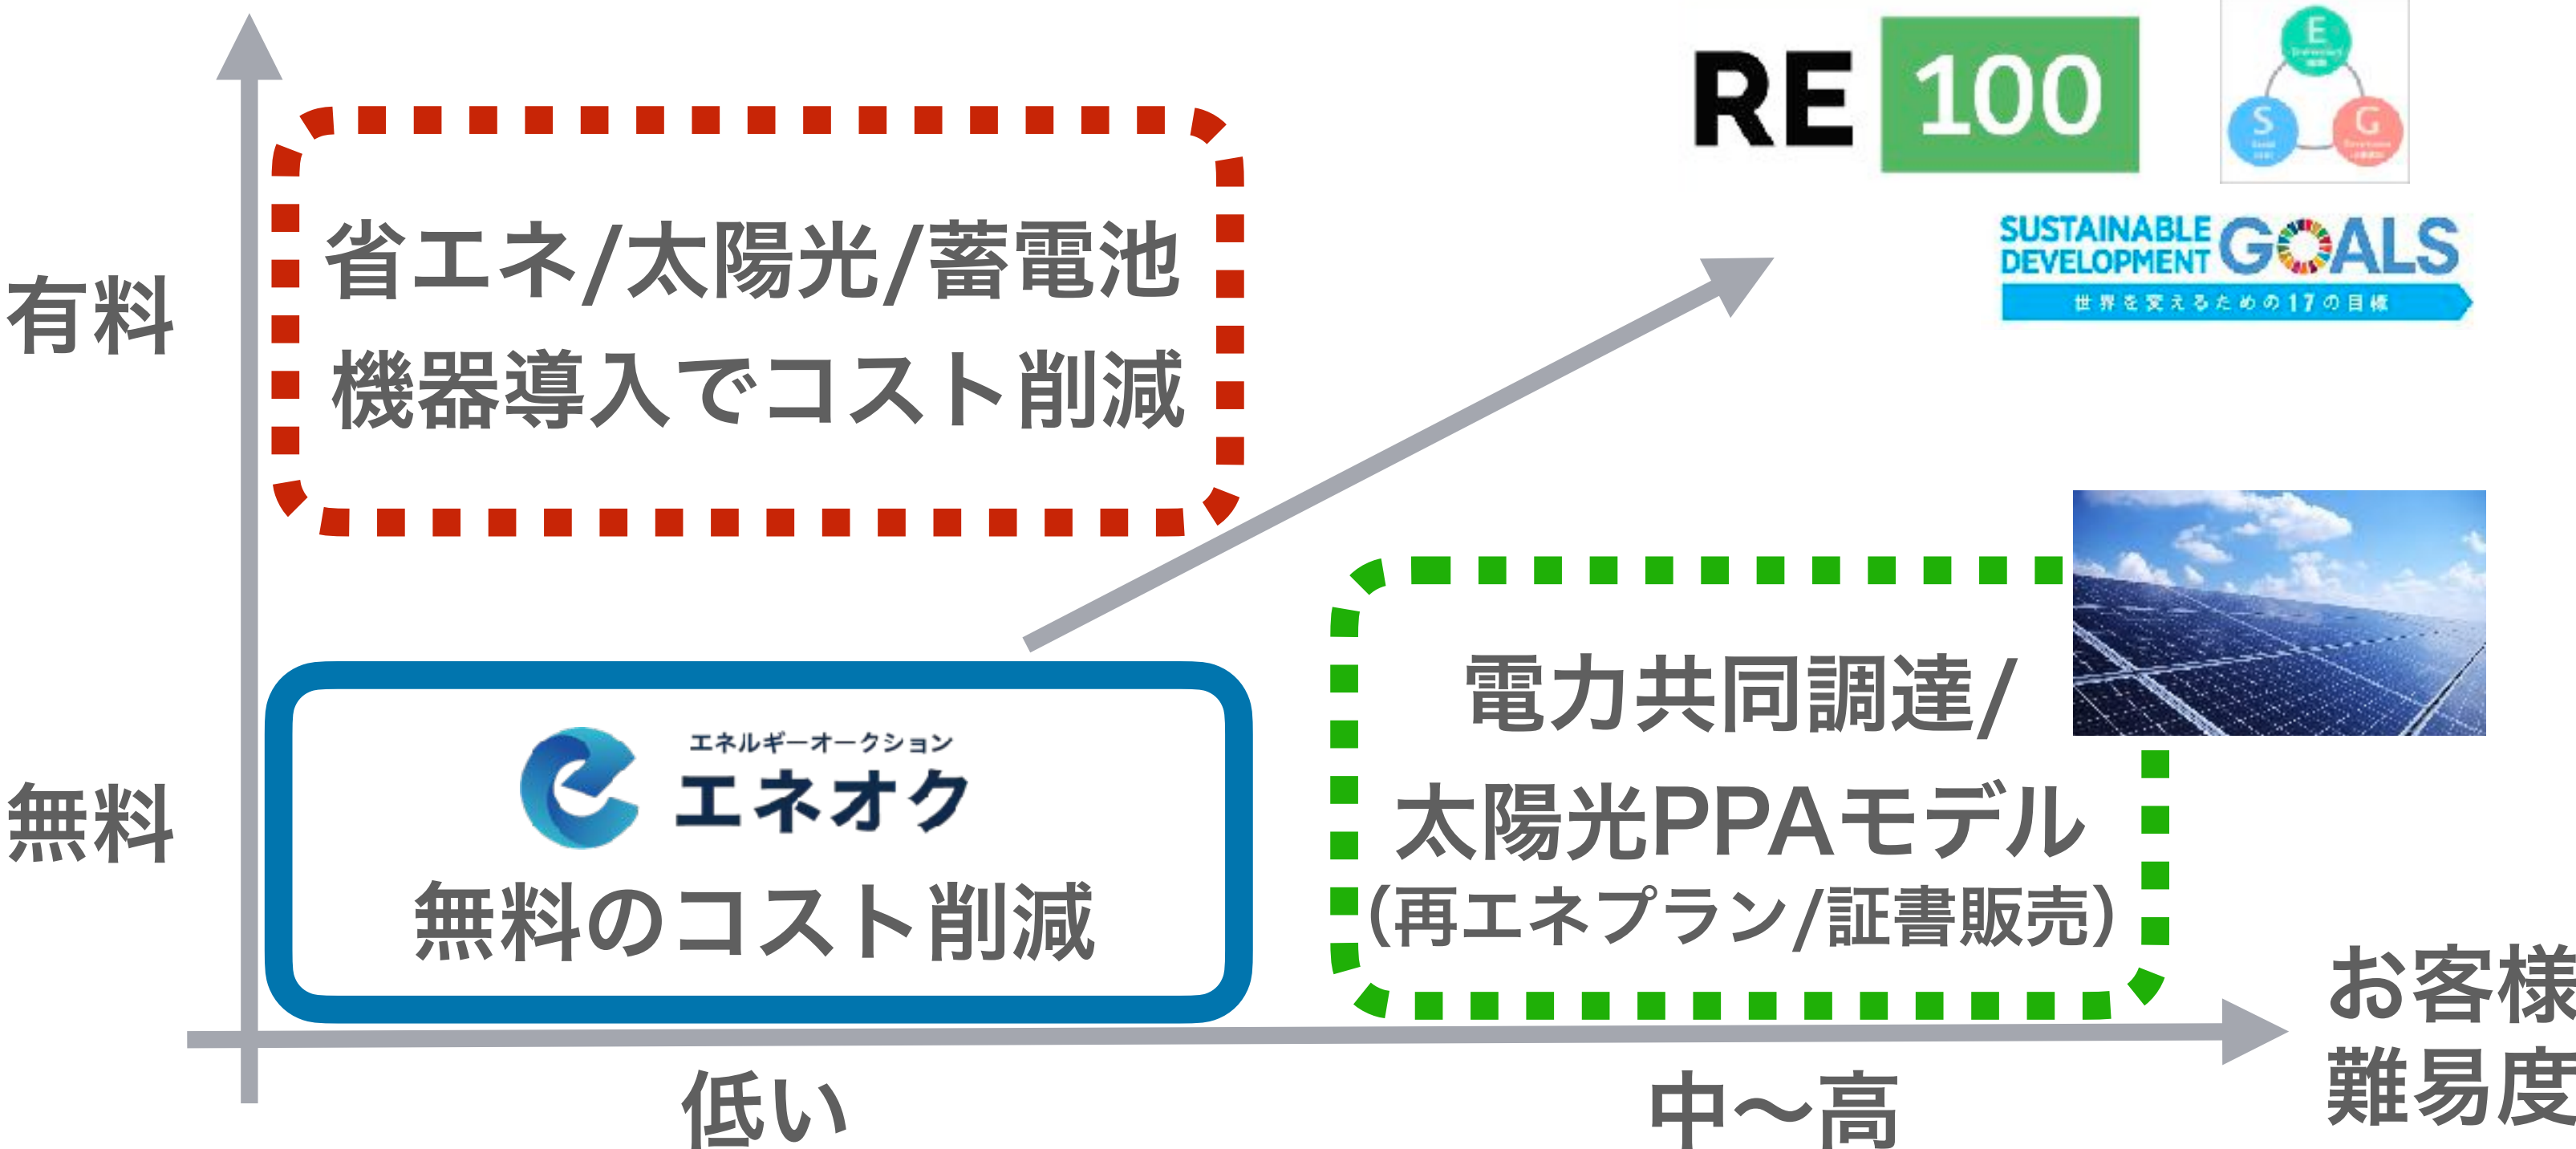 RE 100
E
S
G
SUSTAINABLE
DEVELOPMENT GOALS
世界を変えるための17の目標
有料
省エネ/太陽光/蓄電池
機器導入でコスト削減
無料
エネルギーオークション
エネオク
無料のコスト削減
電力共同調達/
太陽光PPAモデル
（再エネプラン/証書販売）
お客様
難易度
低い
中〜高